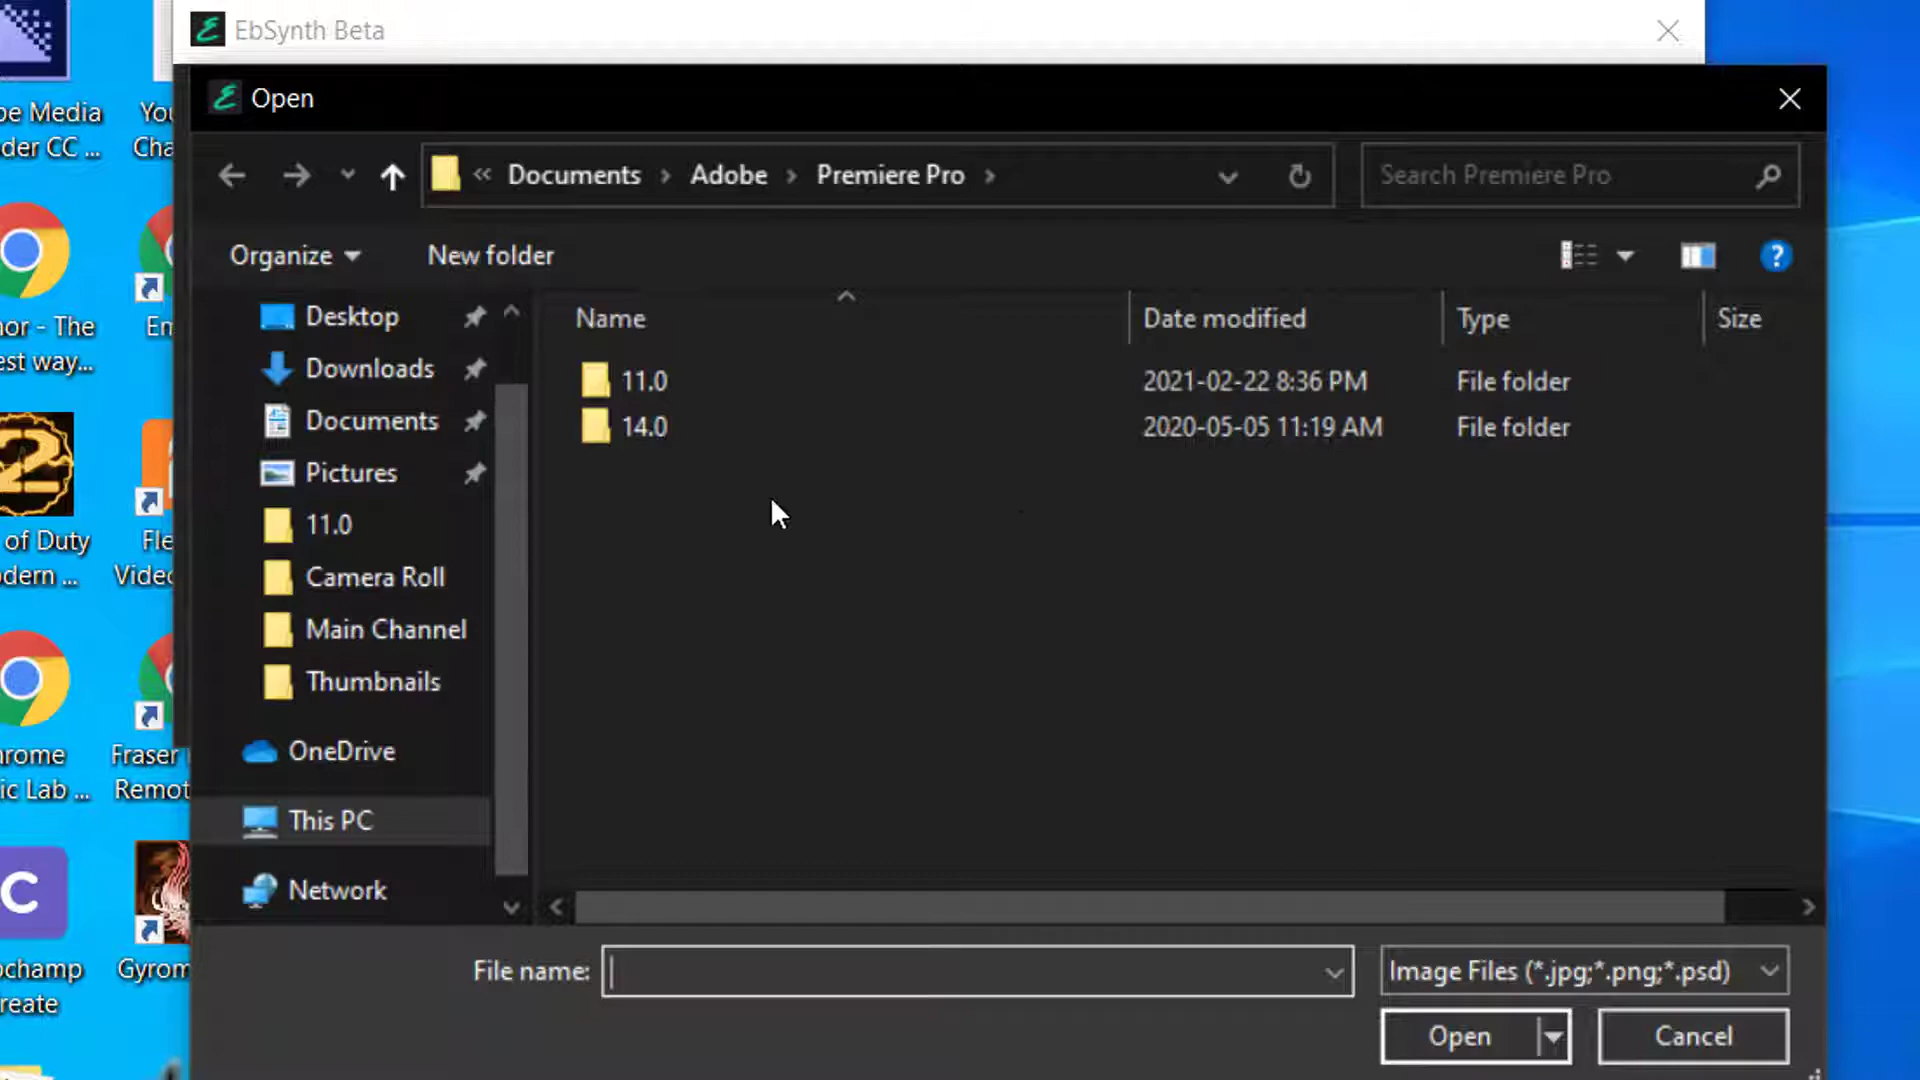 EbSynth Beta
Open
« Documents › Adobe › Premiere Pro ›
Search Premiere Pro
Organize
New folder
Name
Date modified
Type
Size
11.0
2021-02-22 8:36 PM
File folder
14.0
2020-05-05 11:19 AM
File folder
Desktop
Downloads
Documents
Pictures
11.0
Camera Roll
Main Channel
Thumbnails
OneDrive
This PC
Network
File name:
Image Files (*.jpg;*.png;*.psd)
Open
Cancel
be Media
der CC ...
You
Cha
nor - The
est way...
Em
of Duty
dern ...
Fle
Video
rome
ic Lab ...
Fraser
Remot
ochamp
reate
Gyrom